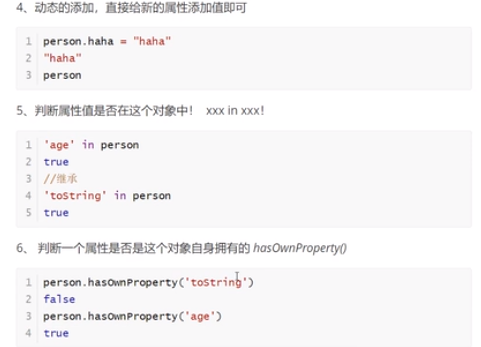 4、动态的添加，直接给新的属性添加值即可
1 person.haha = "haha"
2 "haha"
3 person
5、判断属性值是否在这个对象中！ xxx in xxx！
1 'age' in person
2 true
3 //继承
4 'toString' in person
5 true
6、 判断一个属性是否是这个对象自身拥有的 hasOwnProperty()
1 person.hasOwnProperty('toString')
2 false
3 person.hasOwnProperty('age')
4 true